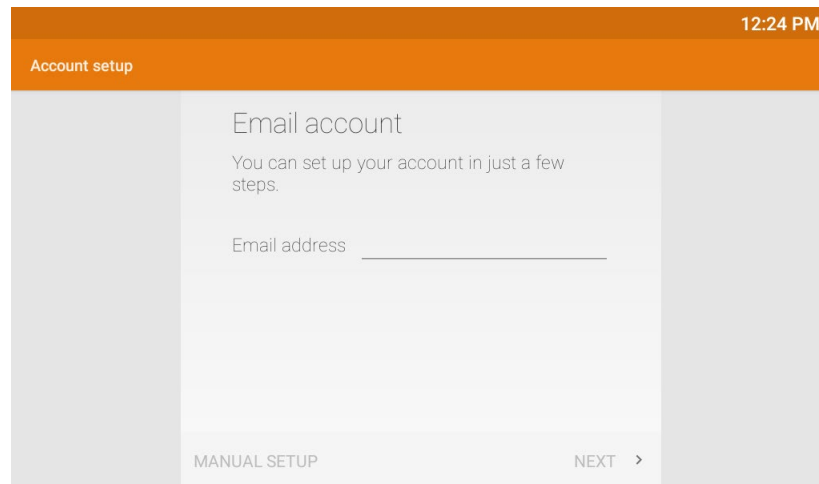 12:24 PM
Account setup
Email account
You can set up your account in just a few
steps.
Email address
MANUAL SETUP
NEXT